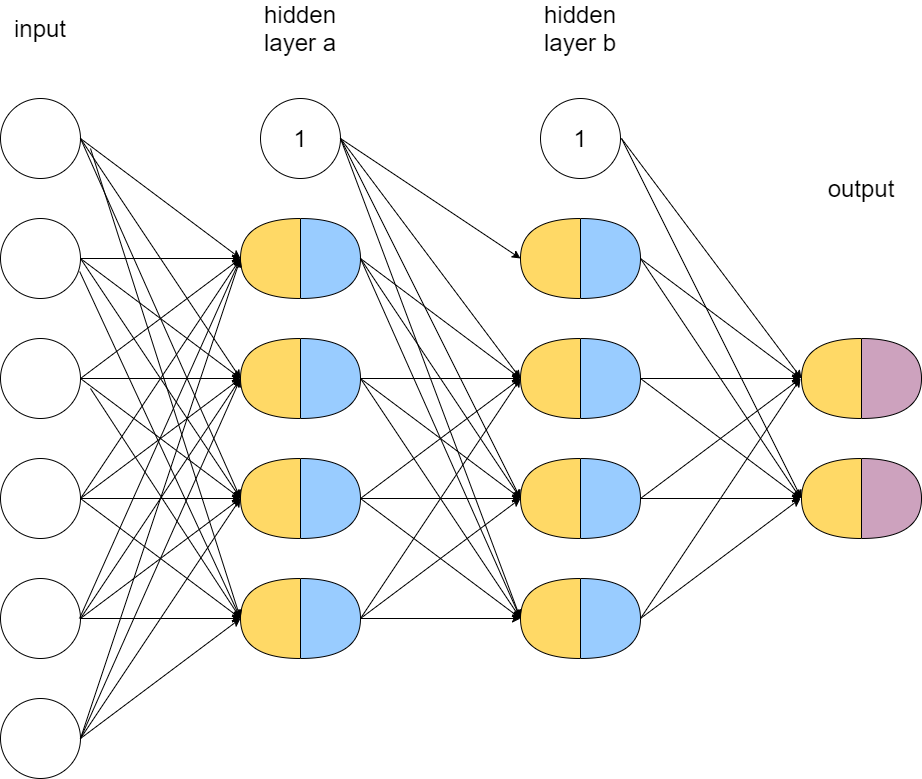 input
hidden
layer a
hidden
layer b
1
1
output